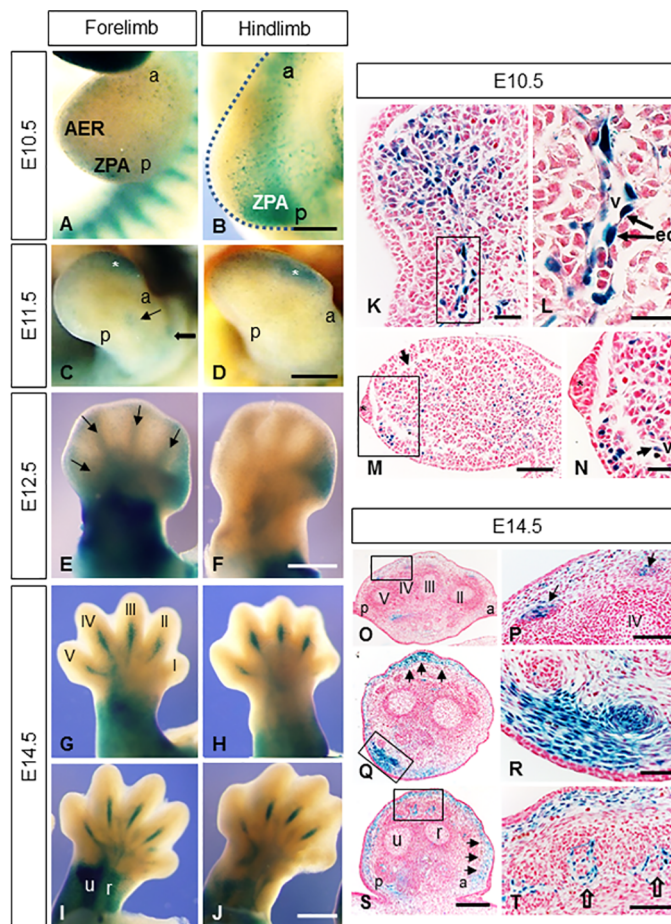 Forelimb Hindlimb
E10.5
a
AER
ZPA
p
A
a
ZPA
p
B
E11.5
*
a
p
C
*
a
p
D
E12.5
E
F
E14.5
III
IV
II
V
I
G
H
u r
I
J
E10.5
K
v
L
*
M
*
N
E14.5
IV III
V II
p a
O
IV
P
Q
R
u r
p a
S
T